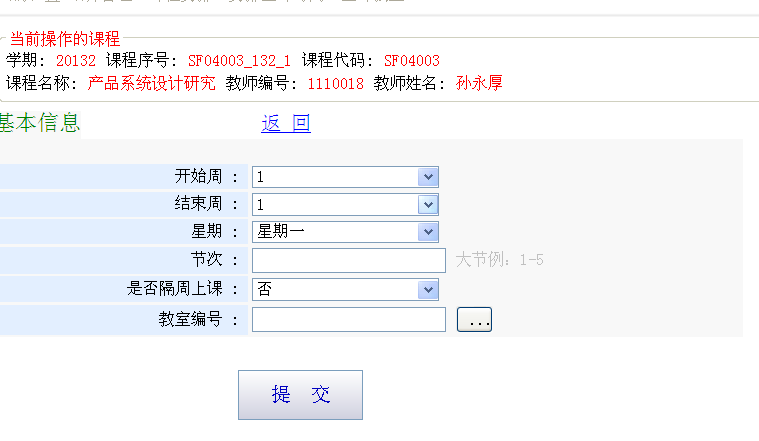 当前操作的课程
学期: 20132 课程序号: SF04003_132_1 课程代码: SF04003
课程名称: 产品系统设计研究 教师编号: 1110018 教师姓名: 孙永厚
基本信息 返 回
开始周 : 1
结束周 : 1
星期 : 星期一
节次 : 大节例: 1-5
是否隔周上课 : 否
教室编号 : ...
提 交